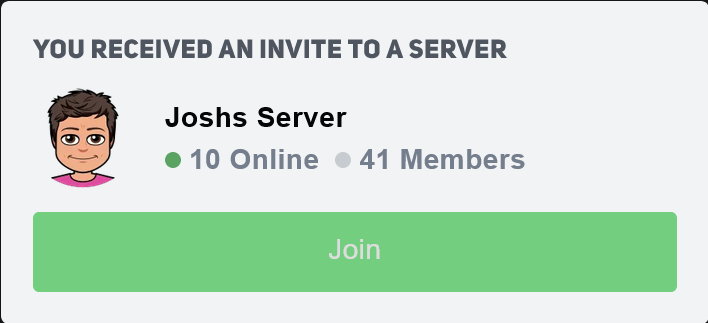 YOU RECEIVED AN INVITE TO A SERVER
Joshs Server
10 Online 41 Members
Join